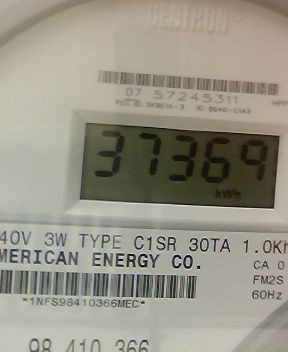 CENTRON
07 57245311
37369
kWh
40V 3W TYPE C1SR 30TA 1.0Kh
MERICAN ENERGY CO.
CA 0
FM2S
60Hz
*1NFS98410366MEC*
98 410 366